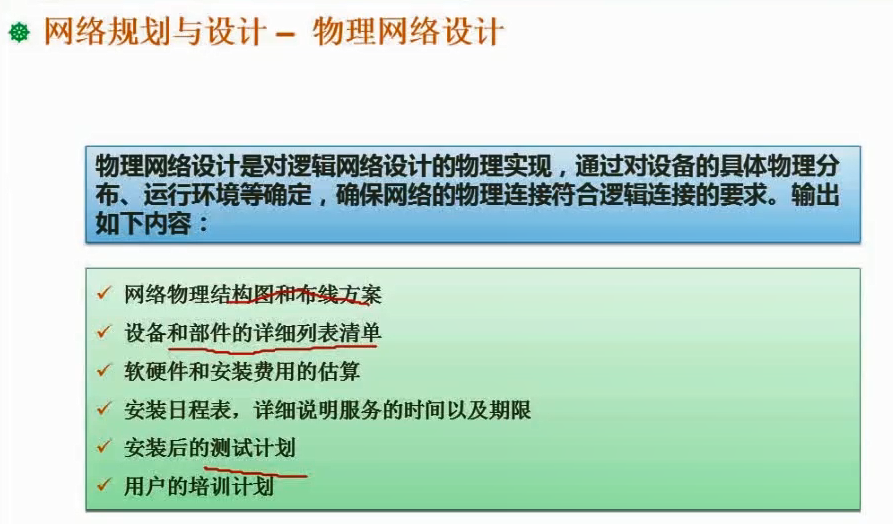 网络规划与设计 – 物理网络设计
物理网络设计是对逻辑网络设计的物理实现，通过对设备的具体物理分
布、运行环境等确定，确保网络的物理连接符合逻辑连接的要求。输出
如下内容：
✓ 网络物理结构图和布线方案
✓ 设备和部件的详细列表清单
✓ 软硬件和安装费用的估算
✓ 安装日程表，详细说明服务的时间以及期限
✓ 安装后的测试计划
✓ 用户的培训计划